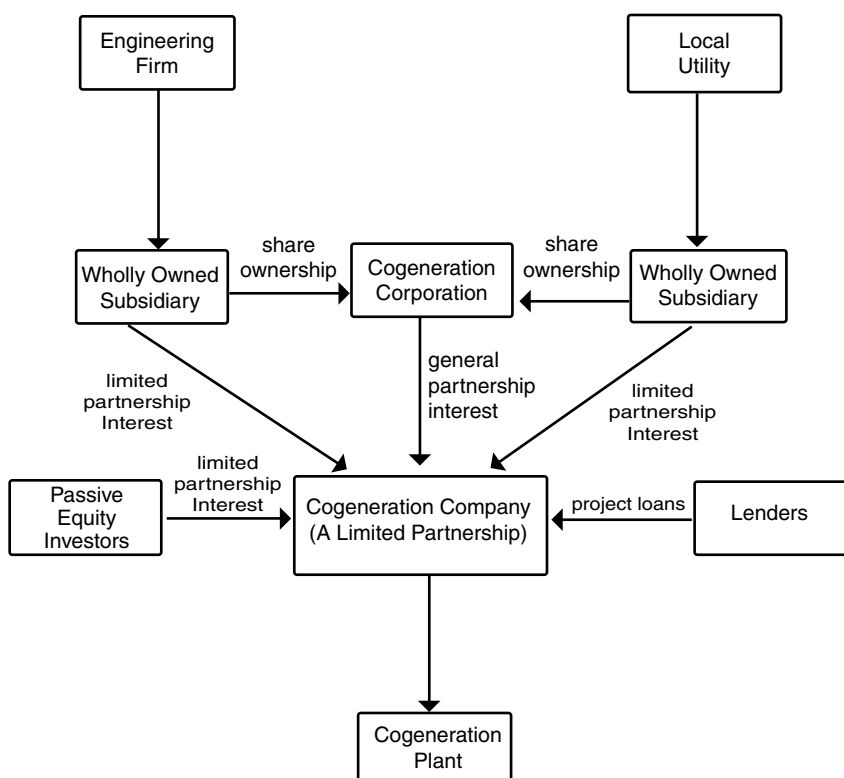 Engineering
Firm
Local
Utility
Wholly Owned
Subsidiary
share
ownership
Cogeneration
Corporation
share
ownership
Wholly Owned
Subsidiary
limited
partnership
Interest
general
partnership
interest
limited
partnership
Interest
Passive
Equity
Investors
limited
partnership
Interest
Cogeneration Company
(A Limited Partnership)
project loans
Lenders
Cogeneration
Plant